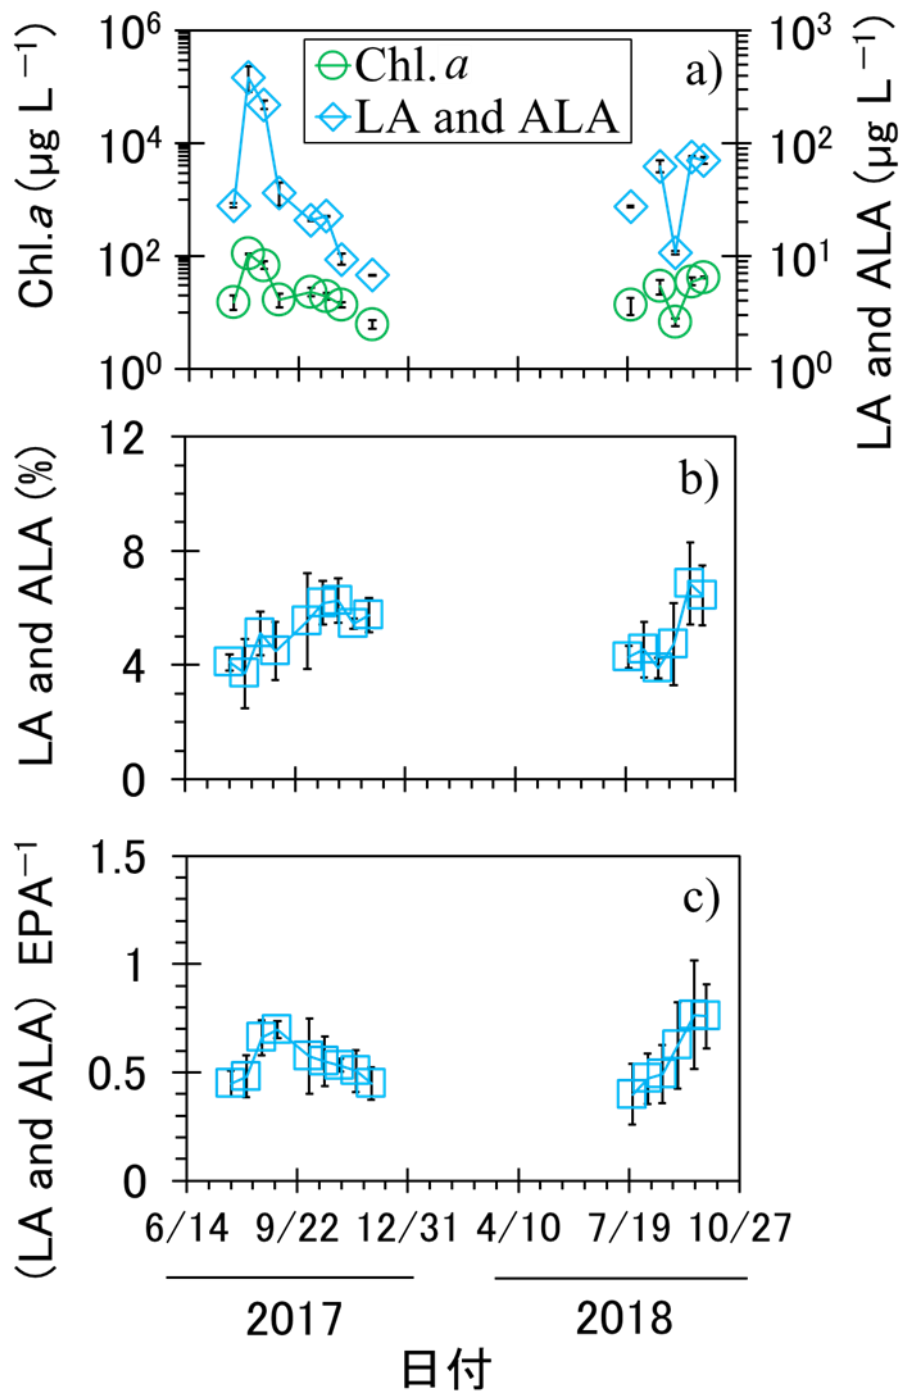 Chl.a (μg L⁻¹)
10⁶
10⁴
10²
10⁰
Chl. a
LA and ALA
a)
10³
10²
10¹
10⁰
LA and ALA (μg L⁻¹)
LA and ALA (%)
12
8
4
0
b)
(LA and ALA) EPA⁻¹
1.5
1
0.5
0
c)
6/14 9/22 12/31 4/10 7/19 10/27
2017 2018
日付